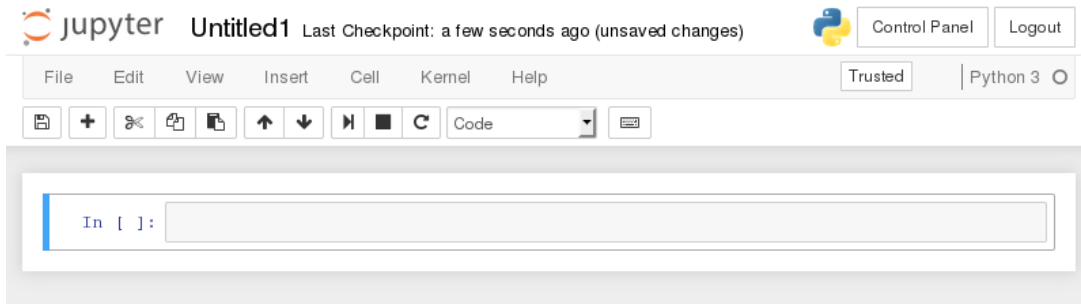 jupyter Untitled1 Last Checkpoint: a few seconds ago (unsaved changes) Control Panel Logout
File Edit View Insert Cell Kernel Help Trusted Python 3
Code
In [ ]: